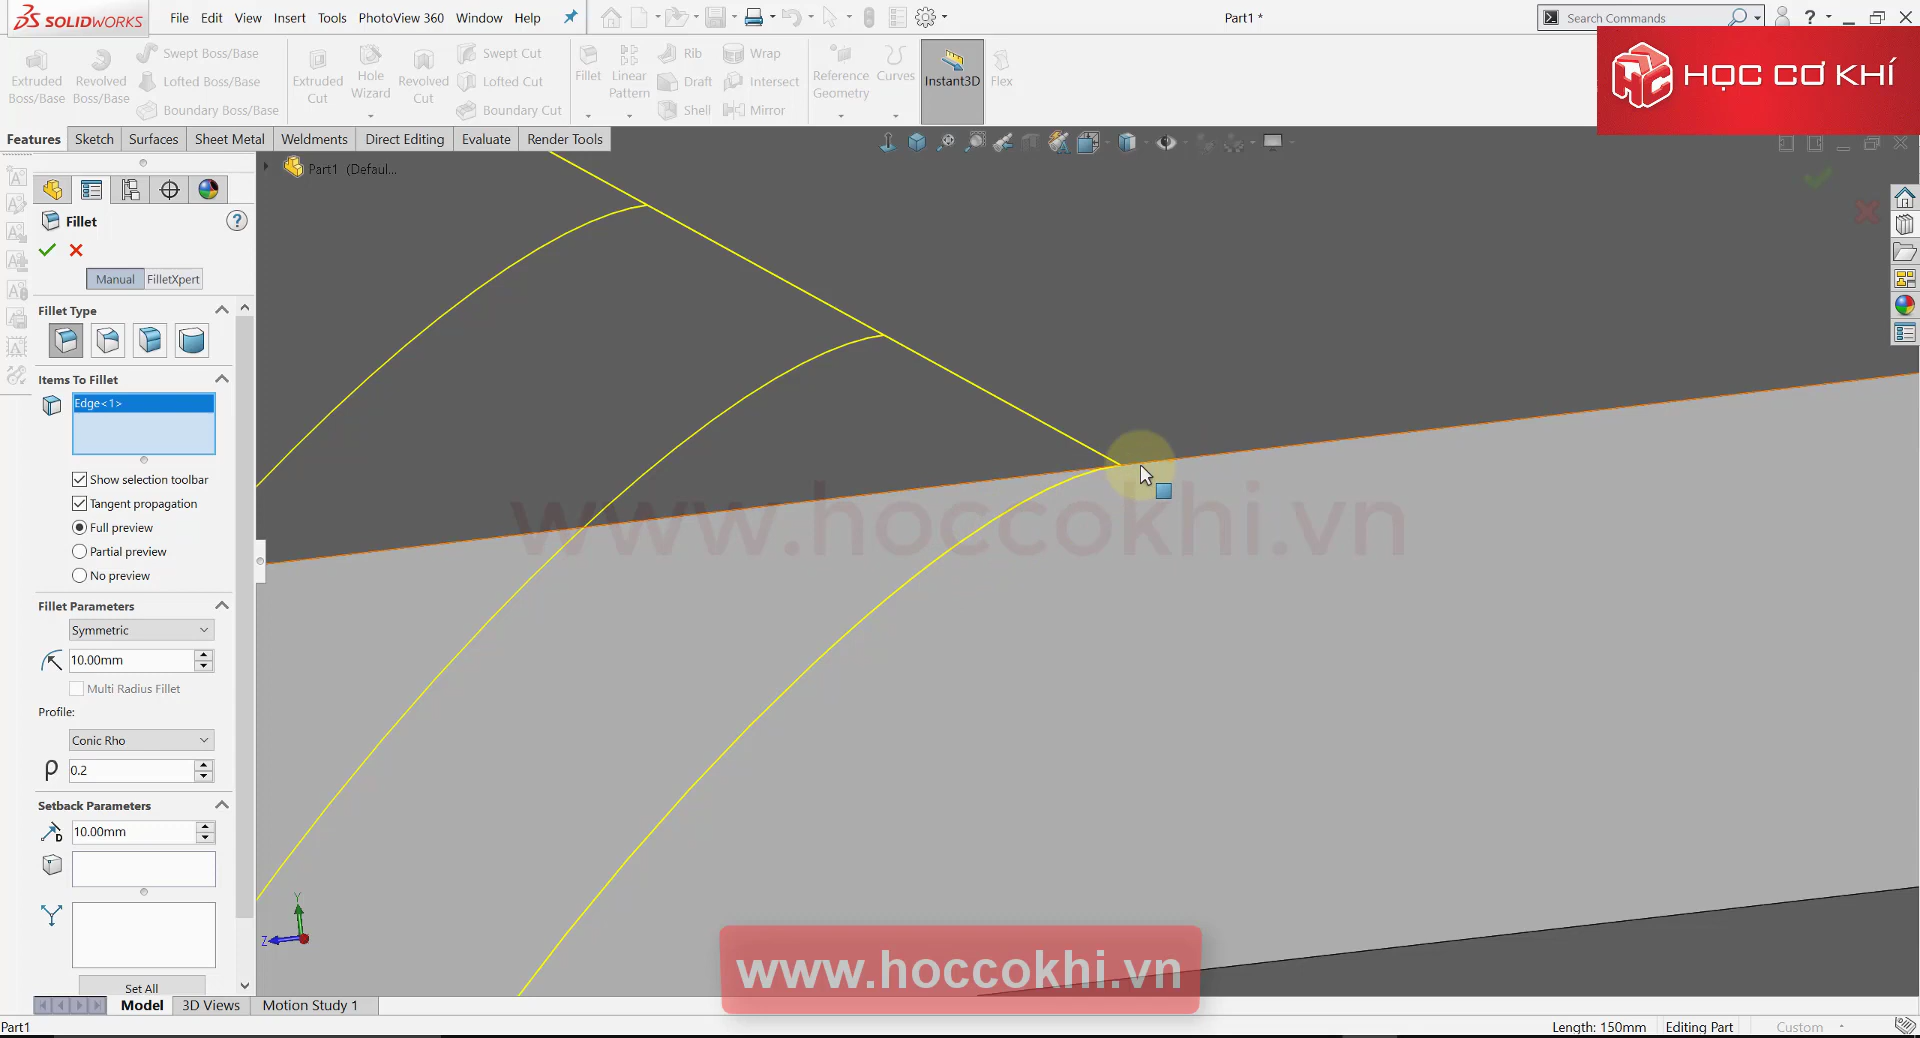 SOLIDWORKS
File Edit View Insert Tools PhotoView 360 Window Help
Part1 *
Search Commands
HỌC CƠ KHÍ
Extruded Boss/Base
Revolved Boss/Base
Swept Boss/Base
Lofted Boss/Base
Boundary Boss/Base
Extruded Cut
Hole Wizard
Revolved Cut
Swept Cut
Lofted Cut
Boundary Cut
Fillet
Linear Pattern
Rib
Draft
Shell
Wrap
Intersect
Mirror
Reference Geometry
Curves
Instant3D
Flex
Features Sketch Surfaces Sheet Metal Weldments Direct Editing Evaluate Render Tools
Part1 (Defaul...
Fillet
Manual FilletXpert
Fillet Type
Items To Fillet
Edge<1>
Show selection toolbar
Tangent propagation
Full preview
Partial preview
No preview
Fillet Parameters
Symmetric
10.00mm
Multi Radius Fillet
Profile:
Conic Rho
ρ 0.2
Setback Parameters
10.00mm
Set All
www.hoccokhi.vn
Y
Z
www.hoccokhi.vn
Model 3D Views Motion Study 1
Part1
Length: 150mm Editing Part Custom